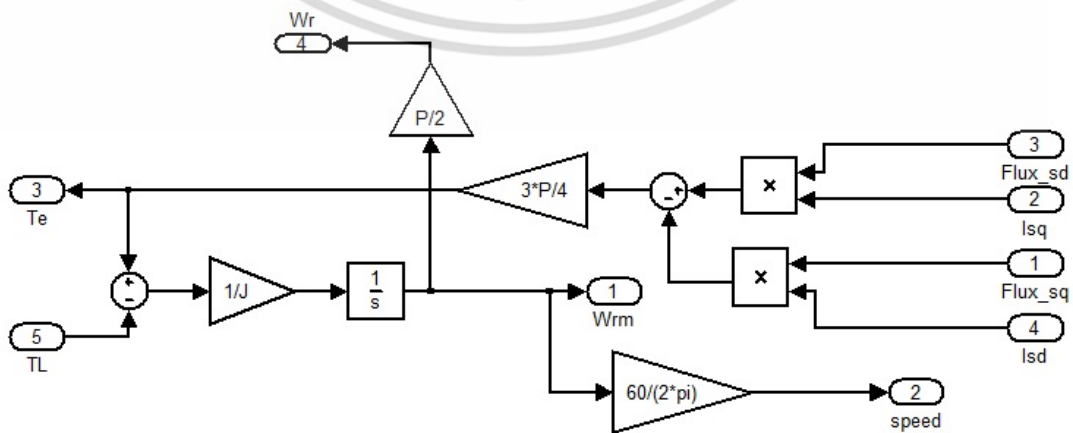 Wr
4
P/2
3
Te
3*P/4
+
-
×
3
Flux_sd
2
Isq
×
1
Flux_sq
4
Isd
+
-
5
TL
1/J
1
s
1
Wrm
60/(2*pi)
2
speed